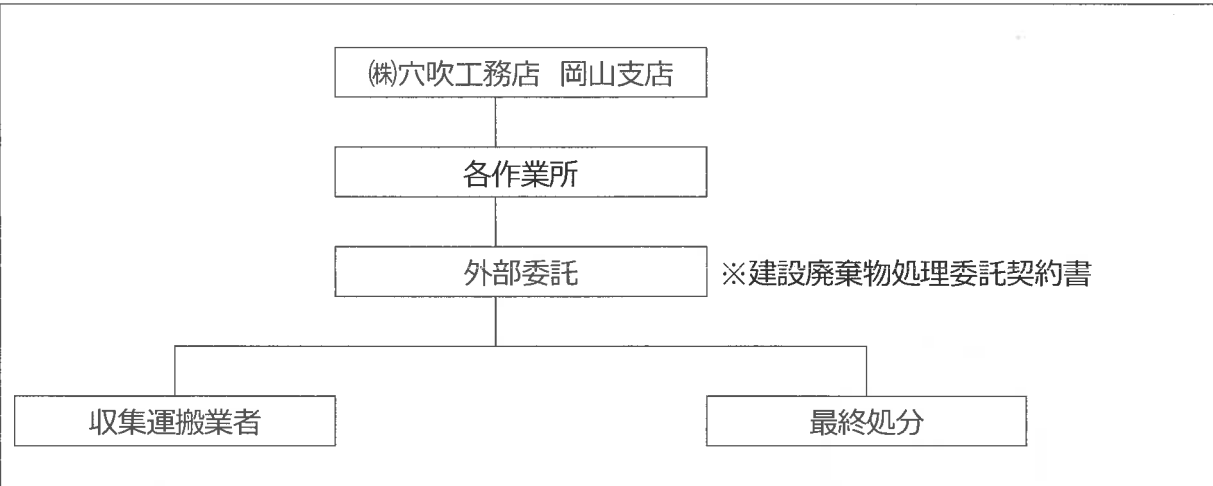 ㈱穴吹工務店 岡山支店
各作業所
外部委託
※建設廃棄物処理委託契約書
収集運搬業者
最終処分